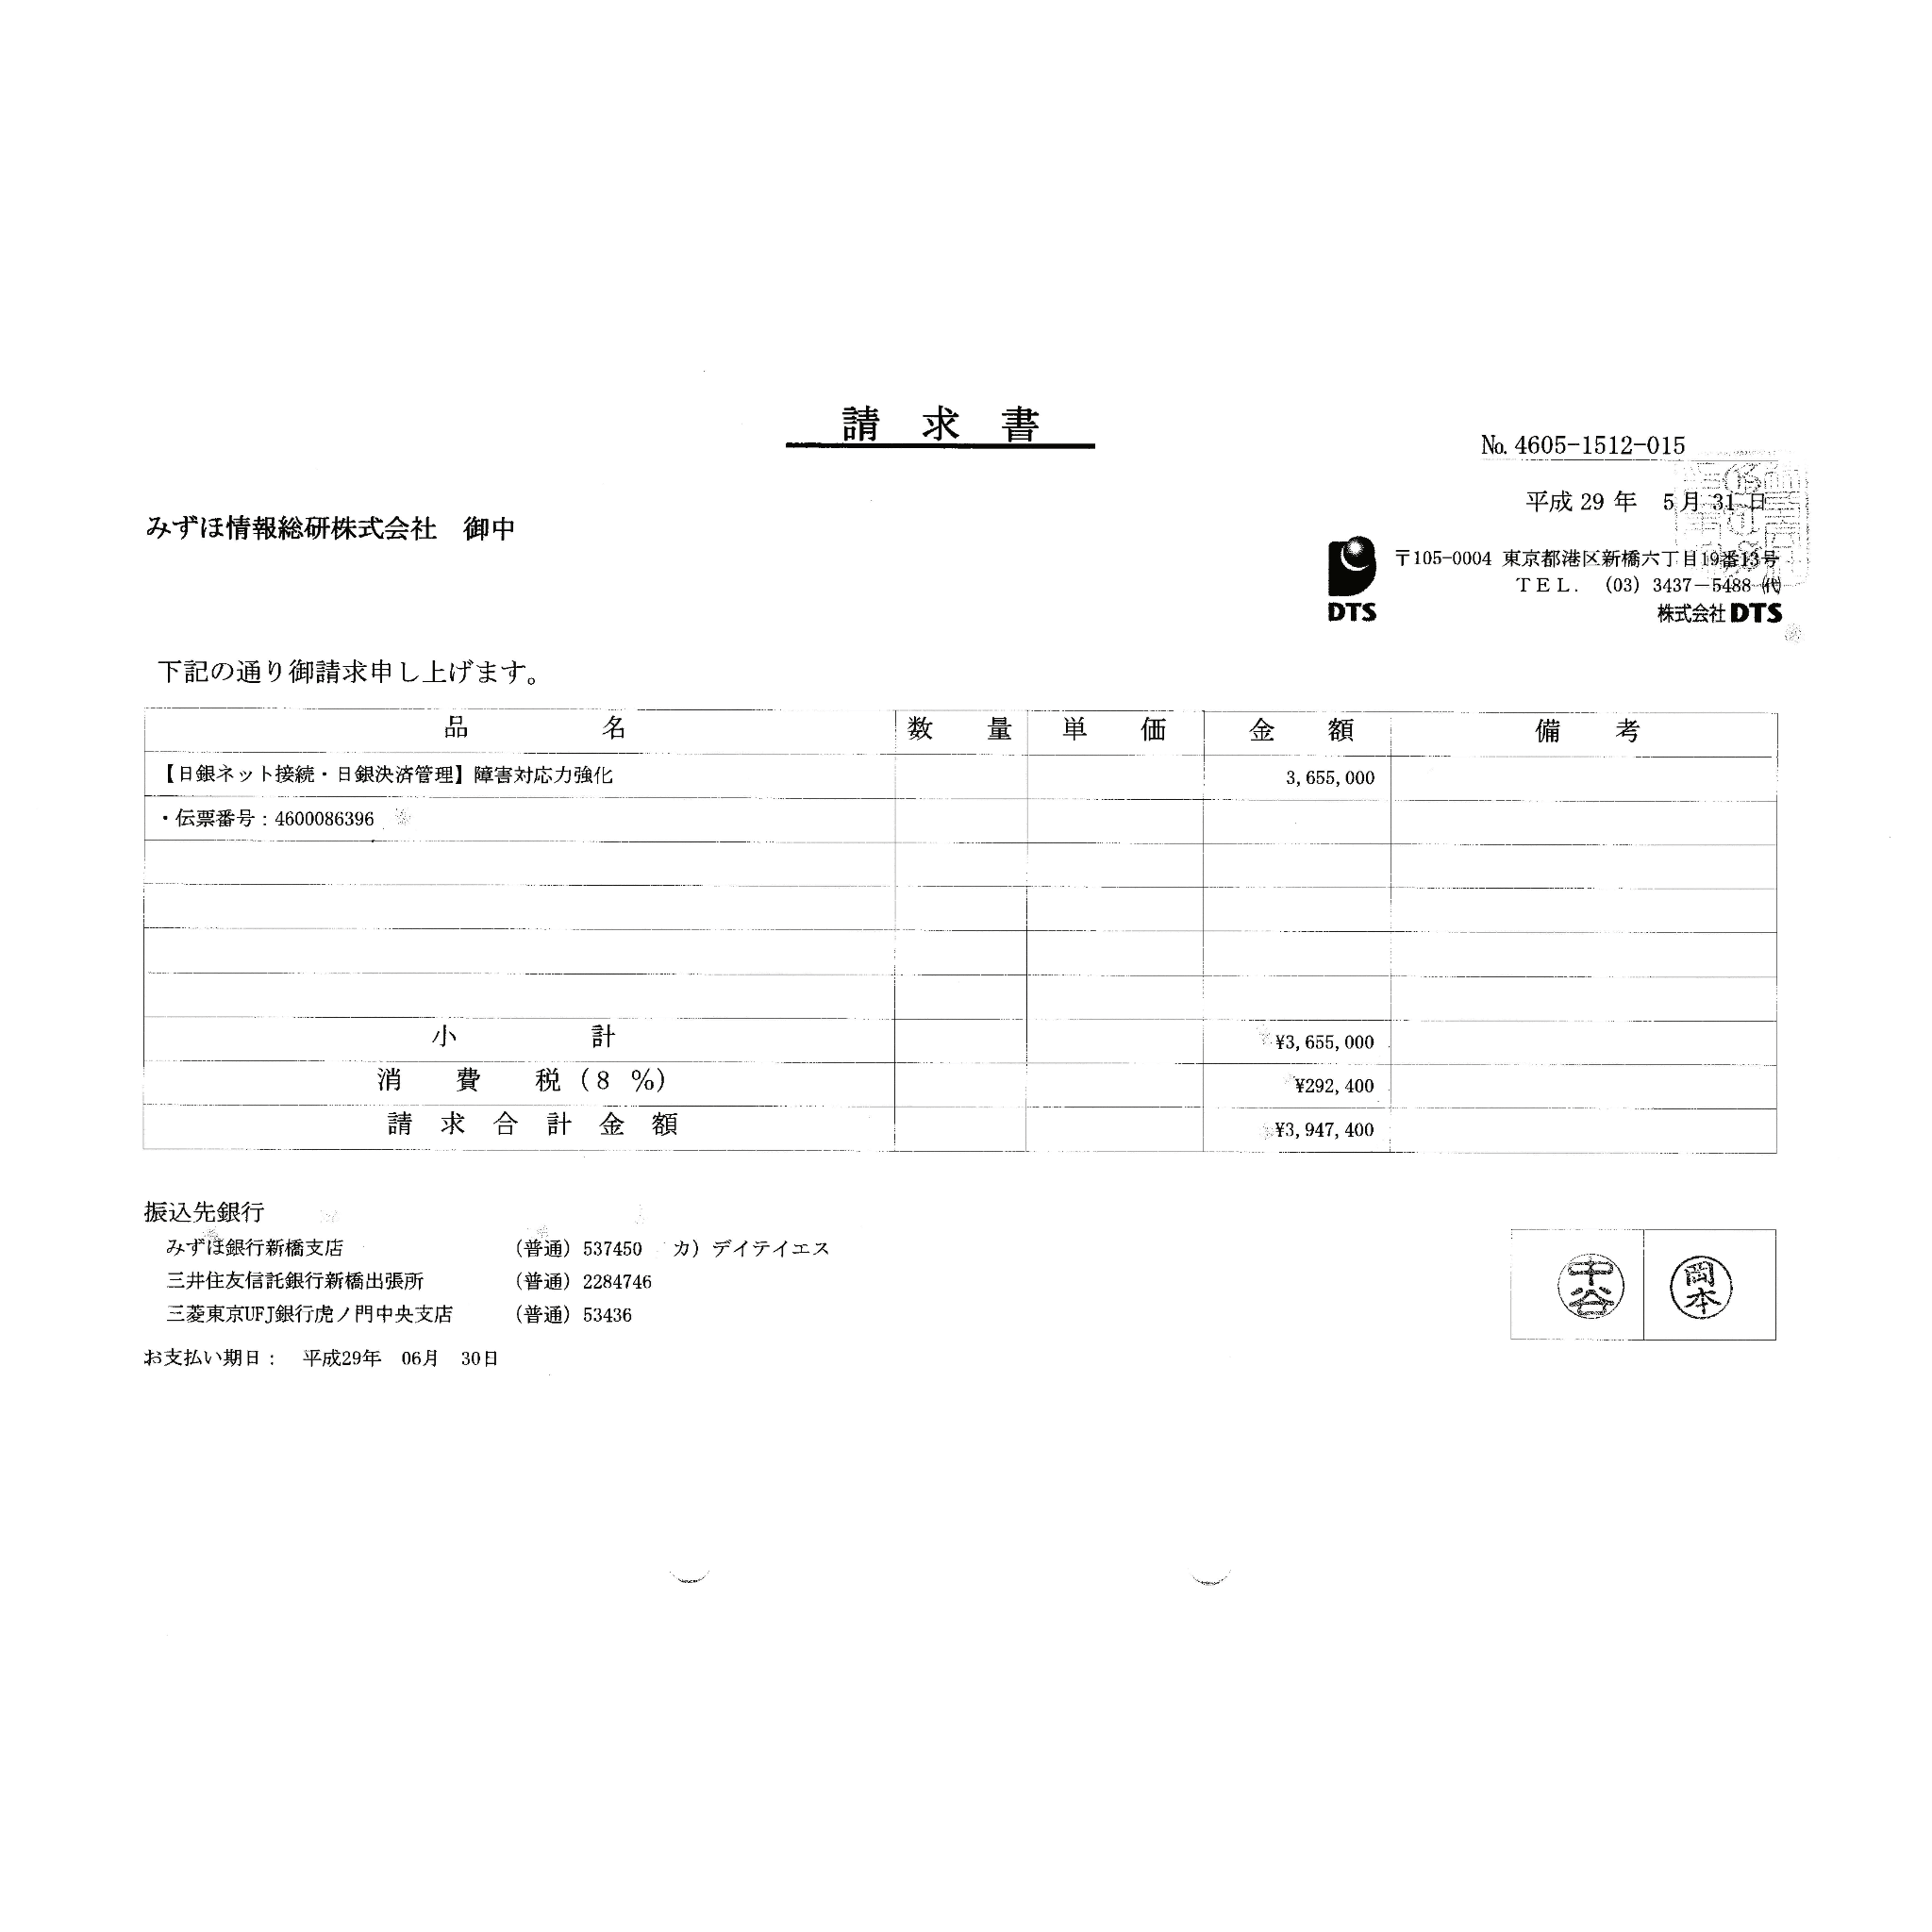 請求書
№ 4605-1512-015
平成 29 年 5 月 31 日
みずほ情報総研株式会社 御中
〒105-0004 東京都港区新橋六丁目19番13号
TEL. (03) 3437-5488 ㈹
DTS
株式会社DTS
下記の通り御請求申し上げます。
品名 数量 単価 金額 備考
【日銀ネット接続・日銀決済管理】障害対応力強化 3,655,000
・伝票番号：4600086396
小計 ¥3,655,000
消費税(8 %) ¥292,400
請求合計金額 ¥3,947,400
振込先銀行
みずほ銀行新橋支店 (普通) 537450 カ）デイテイエス
三井住友信託銀行新橋出張所 (普通) 2284746
三菱東京UFJ銀行虎ノ門中央支店 (普通) 53436
中谷 岡本
お支払い期日： 平成29年 06月 30日